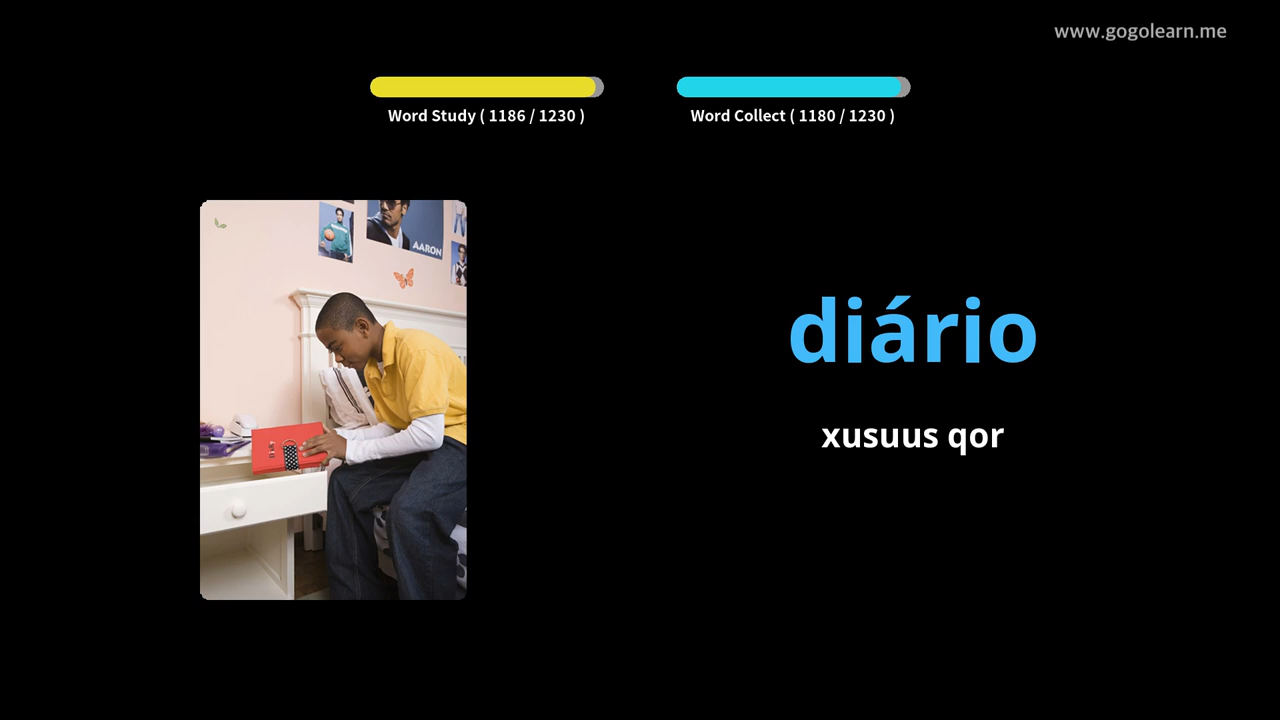 www.gogolearn.me
Word Study ( 1186 / 1230 )
Word Collect ( 1180 / 1230 )
AARON
diário
xusuus qor